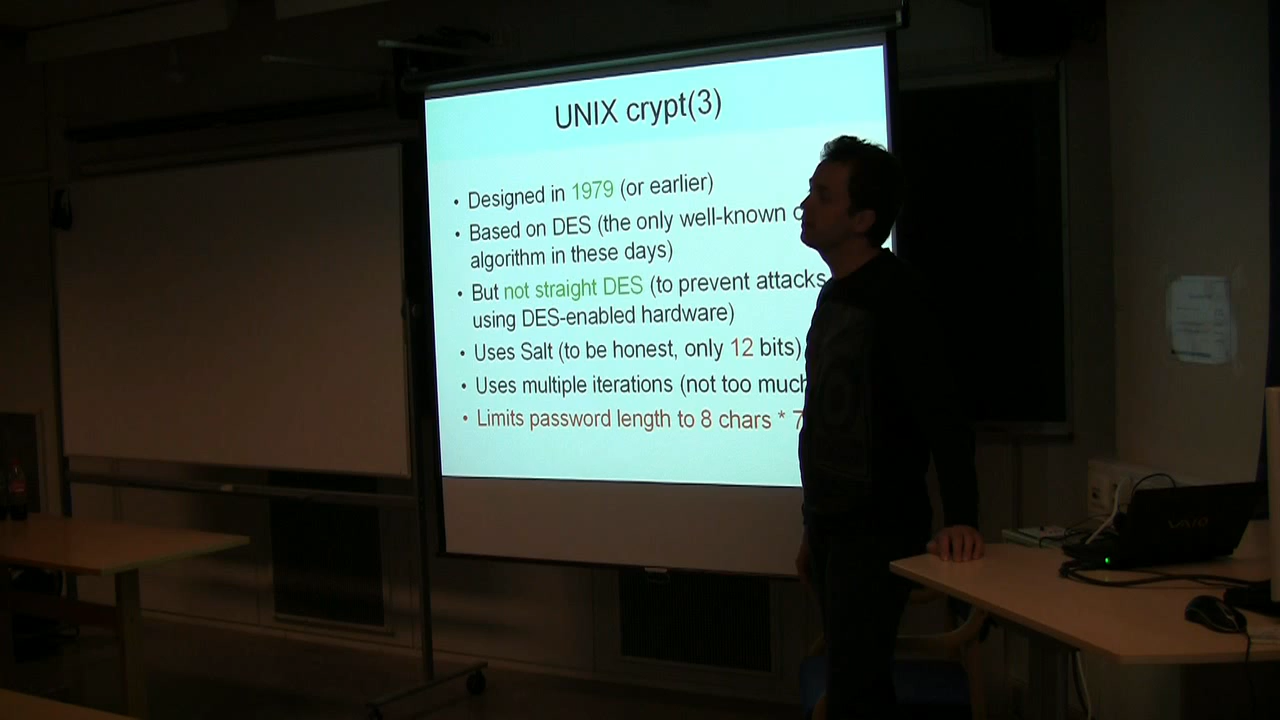 UNIX crypt(3)
• Designed in 1979 (or earlier)
• Based on DES (the only well-known
algorithm in these days)
• But not straight DES (to prevent attacks
using DES-enabled hardware)
• Uses Salt (to be honest, only 12 bits)
• Uses multiple iterations (not too much
• Limits password length to 8 chars * 7
VAIO